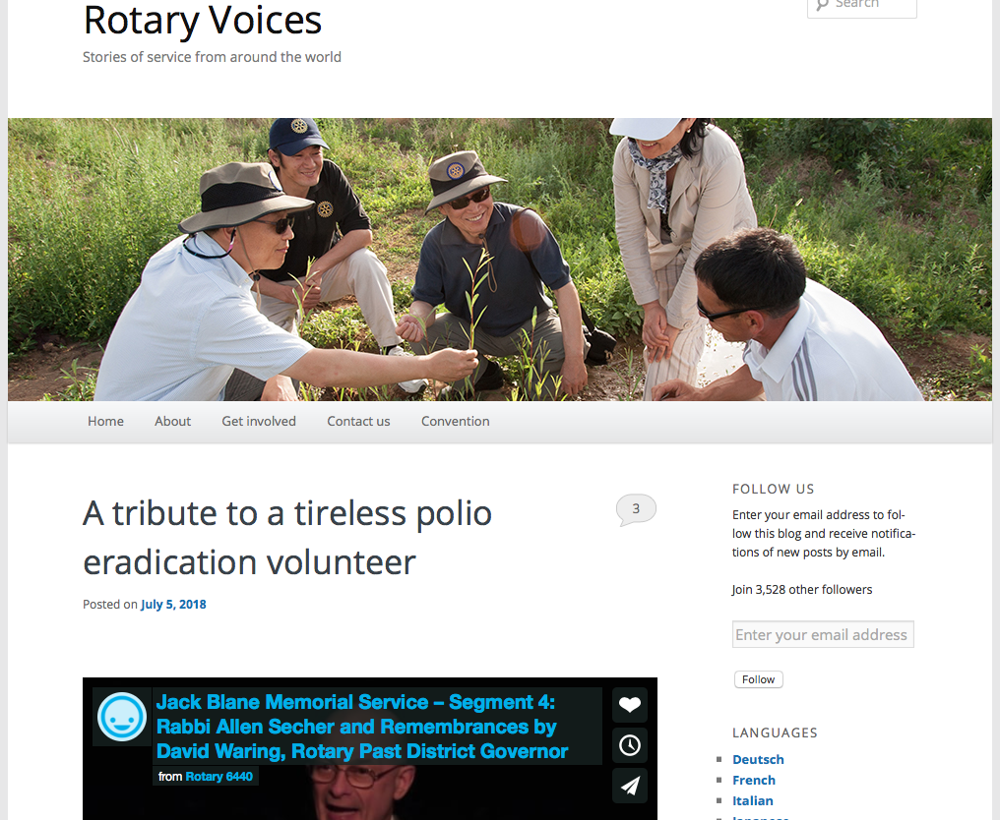 Rotary Voices
Search
Stories of service from around the world
Home About Get involved Contact us Convention
A tribute to a tireless polio
eradication volunteer
3
Posted on July 5, 2018
Jack Blane Memorial Service – Segment 4:
Rabbi Allen Secher and Remembrances by
David Waring, Rotary Past District Governor
from Rotary 6440
FOLLOW US
Enter your email address to fol-
low this blog and receive notifica-
tions of new posts by email.
Join 3,528 other followers
Enter your email address
Follow
LANGUAGES
Deutsch
French
Italian
Japanese